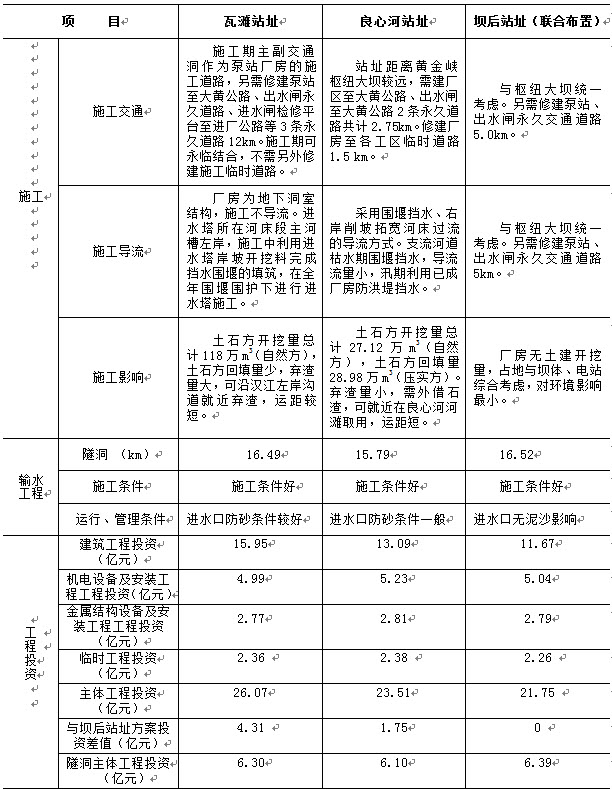 项 目 瓦滩站址 良心河站址 坝后站址（联合布置）
施工
施工交通
施工期主副交通
洞作为泵站厂房的施
工道路，另需修建泵站
至大黄公路、出水闸永
久道路、进水闸检修平
台至进厂公路等 3 条永
久道路 12km。施工期可
永临结合，不需另外修
建施工临时道路。
站址距离黄金峡
枢纽大坝较远，需建厂
区至大黄公路、出水闸
至大黄公路 2 条永久道
路共计 2.75km。修建厂
房至各工区临时道路
1.5 km。
与枢纽大坝统一
考虑。另需修建泵站、
出水闸永久交通道路
5.0km。
施工导流
厂房为地下洞室
结构，施工不导流。进
水塔所在河床段主河
槽左岸，施工中利用进
水塔岸坡开挖料完成
挡水围堰的填筑，在全
年围堰围护下进行进
水塔施工。
采用围堰挡水、右
岸削坡拓宽河床过流
的导流方式。支流河道
枯水期围堰挡水，导流
流量小，汛期利用已成
厂房防洪堤挡水。
与枢纽大坝统一
考虑。另需修建泵站、
出水闸永久交通道路
5km。
施工影响
土石方开挖量总
计 118 万 m³（自然方），
土石方回填量少，弃渣
量大，可沿汉江左岸沟
道就近弃渣，运距较
短。
土石方开挖量总
计 27.12 万 m³（自然
方），土石方回填量
28.98 万 m³（压实方）。
弃渣量小，需外借石
渣，可就近在良心河河
滩取用，运距短。
厂房无土建开挖
量，占地与坝体、电站
综合考虑，对环境影响
最小。
输水
工程
隧洞 （km） 16.49 15.79 16.52
施工条件 施工条件好 施工条件好 施工条件好
运行、管理条件 进水口防砂条件较好 进水口防砂条件一般 进水口无泥沙影响
工程投资
建筑工程投资
（亿元）
15.95 13.09 11.67
机电设备及安装工
程工程投资（亿元）
4.99 5.23 5.04
金属结构设备及安
装工程工程投资
（亿元）
2.77 2.81 2.79
临时工程投资
（亿元）
2.36 2.38 2.26
主体工程投资
（亿元）
26.07 23.51 21.75
与坝后站址方案投
资差值（亿元）
4.31 1.75 0
隧洞主体工程投资
（亿元）
6.30 6.10 6.39